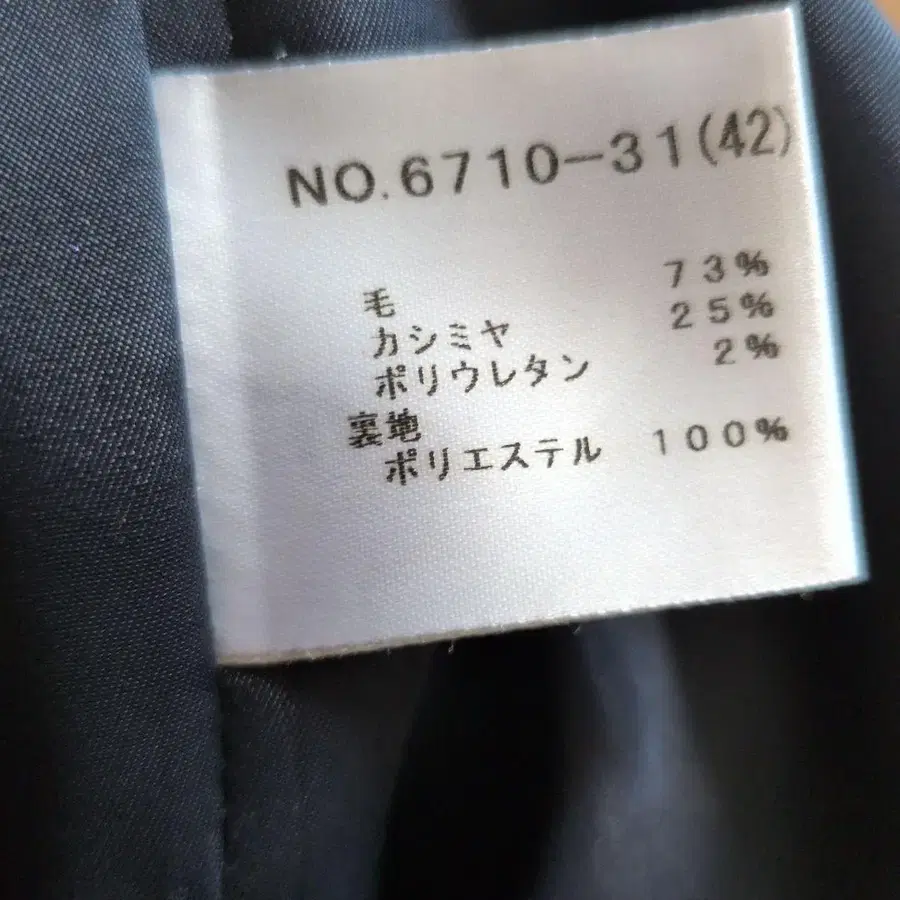 NO.6710-31(42)
毛 73%
カシミヤ 25%
ポリウレタン 2%
裏地
ポリエステル 100%